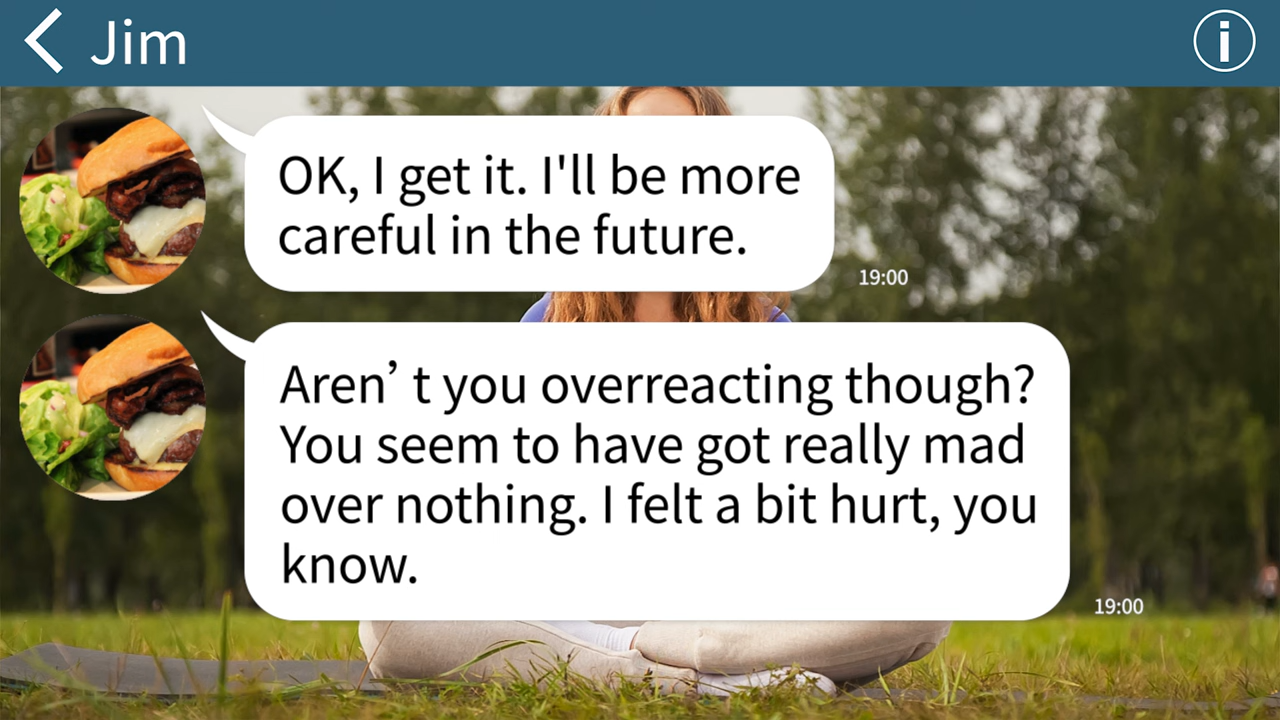 Jim
OK, I get it. I'll be more
careful in the future.
19:00
Aren’ t you overreacting though?
You seem to have got really mad
over nothing. I felt a bit hurt, you
know.
19:00